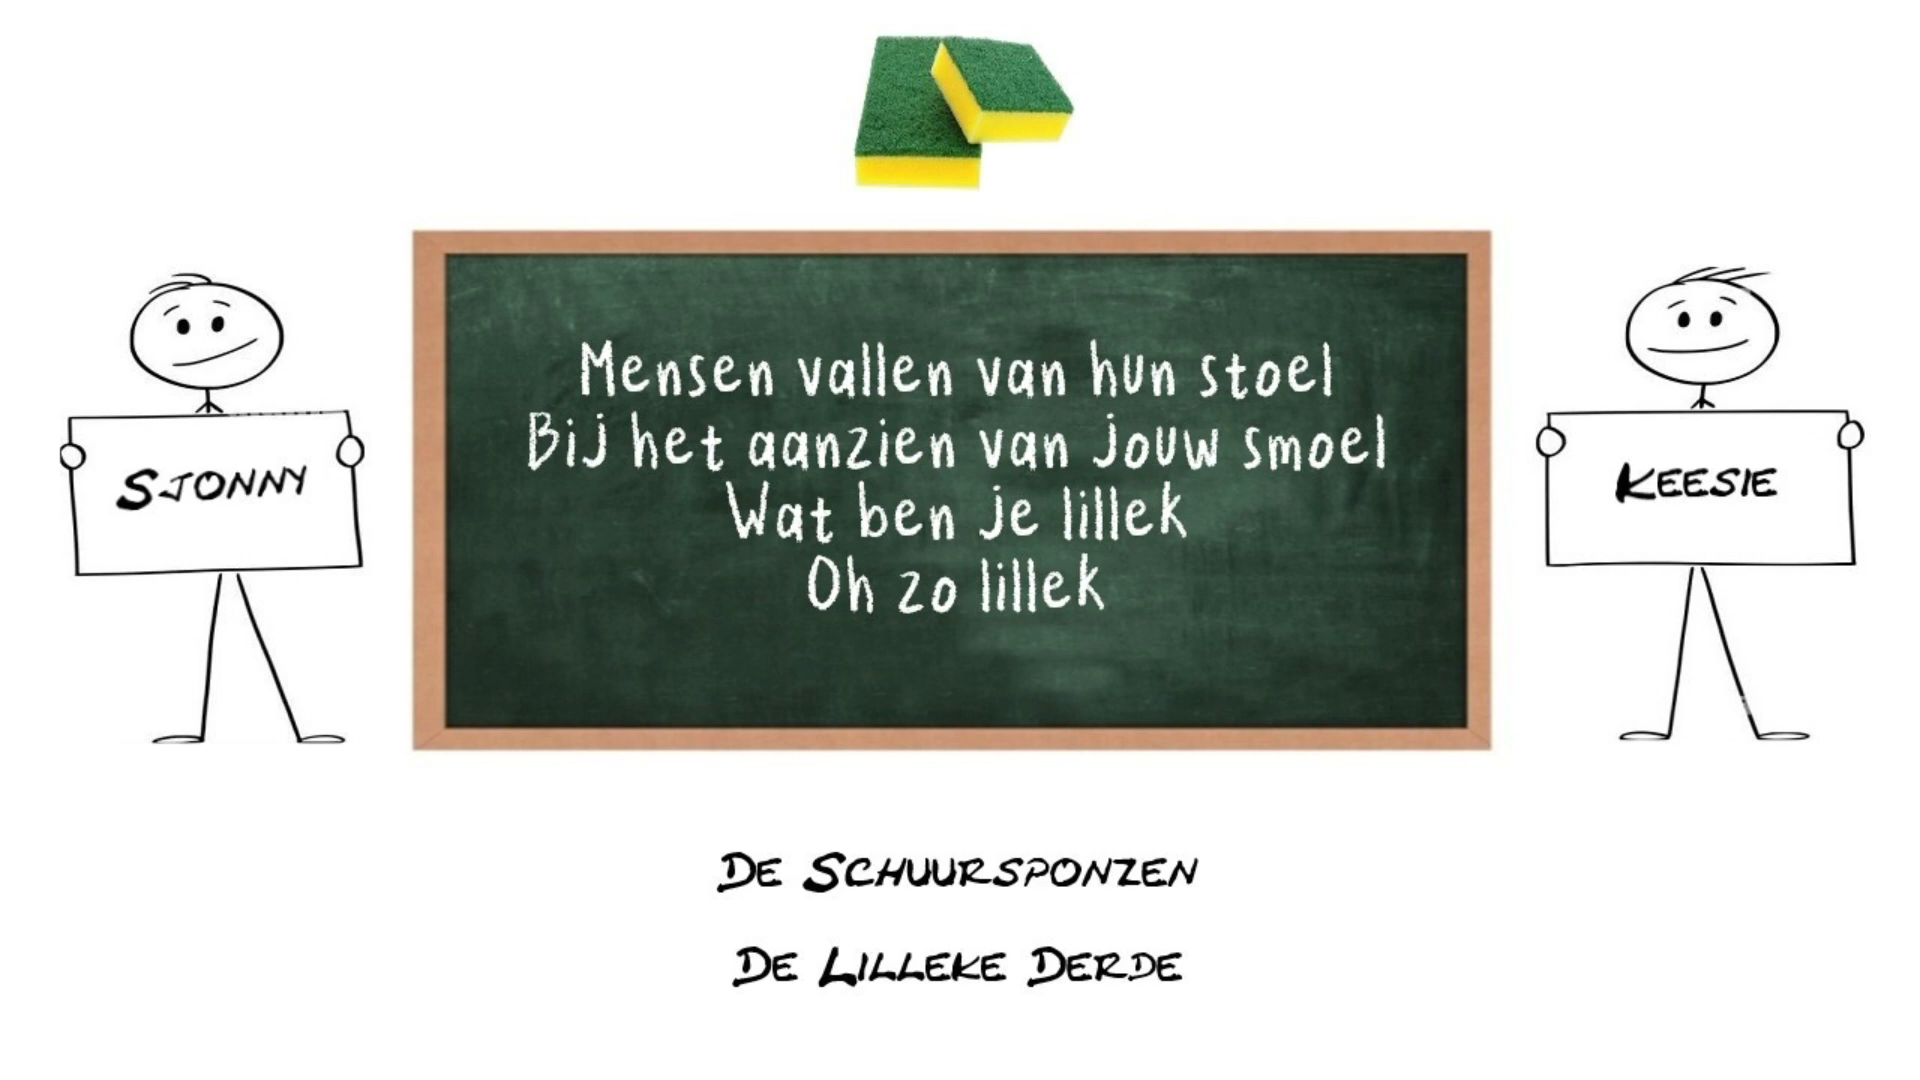 Mensen vallen van hun stoel
Bij het aanzien van jouw smoel
Wat ben je lillek
Oh zo lillek
SJONNY
KEESIE
DE SCHUURSPONZEN
DE LILLEKE DERDE